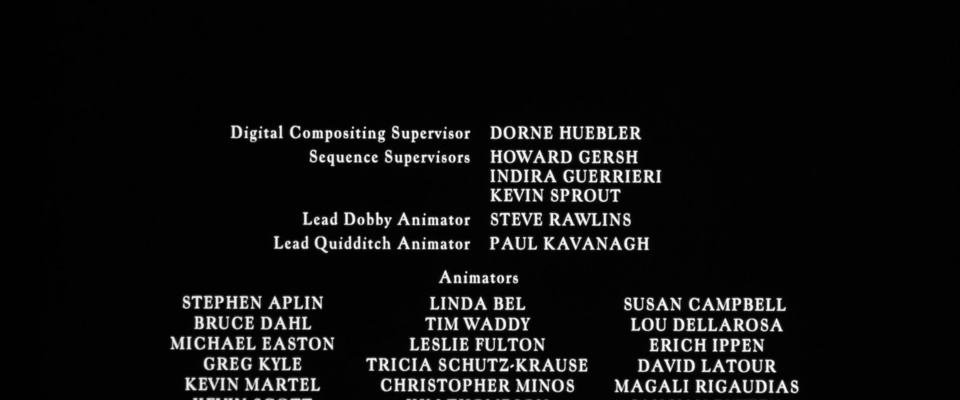 Digital Compositing Supervisor DORNE HUEBLER
Sequence Supervisors HOWARD GERSH
INDIRA GUERRIERI
KEVIN SPROUT
Lead Dobby Animator STEVE RAWLINS
Lead Quidditch Animator PAUL KAVANAGH
Animators
STEPHEN APLIN LINDA BEL SUSAN CAMPBELL
BRUCE DAHL TIM WADDY LOU DELLAROSA
MICHAEL EASTON LESLIE FULTON ERICH IPPEN
GREG KYLE TRICIA SCHUTZ-KRAUSE DAVID LATOUR
KEVIN MARTEL CHRISTOPHER MINOS MAGALI RIGAUDIAS